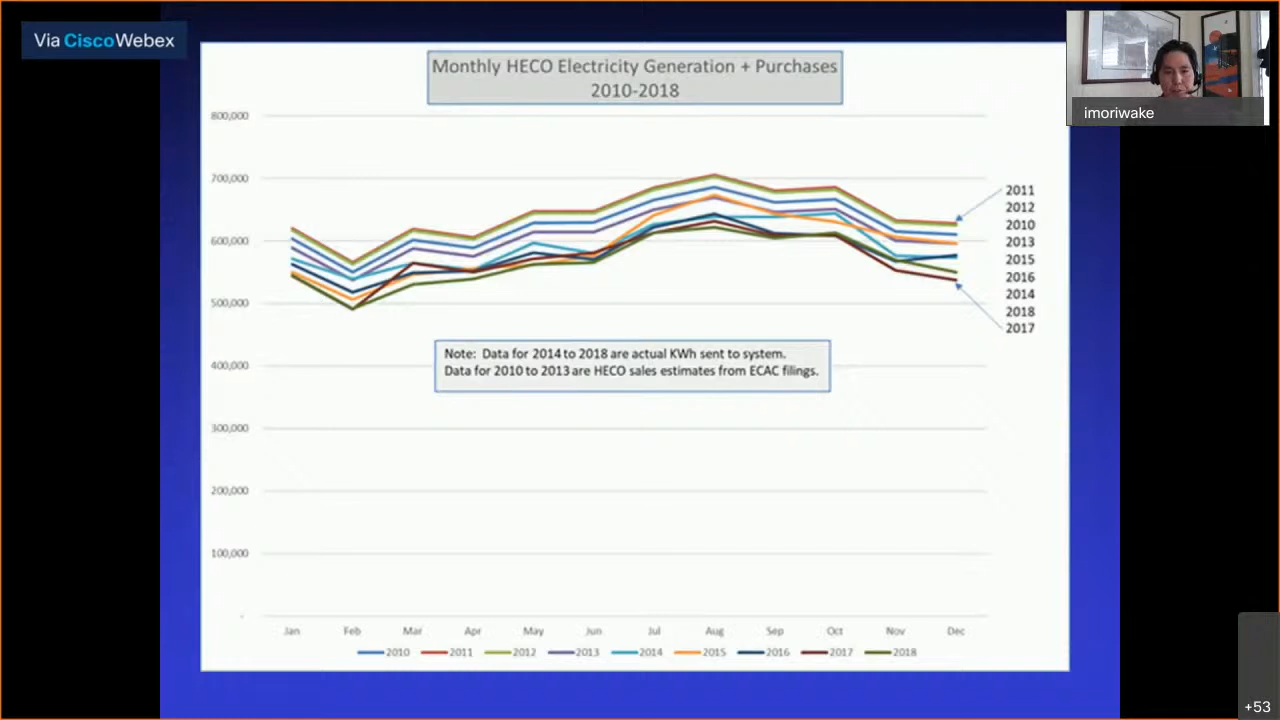 Via CiscoWebex
imoriwake
Monthly HECO Electricity Generation + Purchases
2010-2018
800,000
700,000
600,000
500,000
400,000
300,000
200,000
100,000
-
2011
2012
2010
2013
2015
2016
2014
2018
2017
Note: Data for 2014 to 2018 are actual KWh sent to system.
Data for 2010 to 2013 are HECO sales estimates from ECAC filings.
Jan Feb Mar Apr May Jun Jul Aug Sep Oct Nov Dec
2010 2011 2012 2013 2014 2015 2016 2017 2018
+53